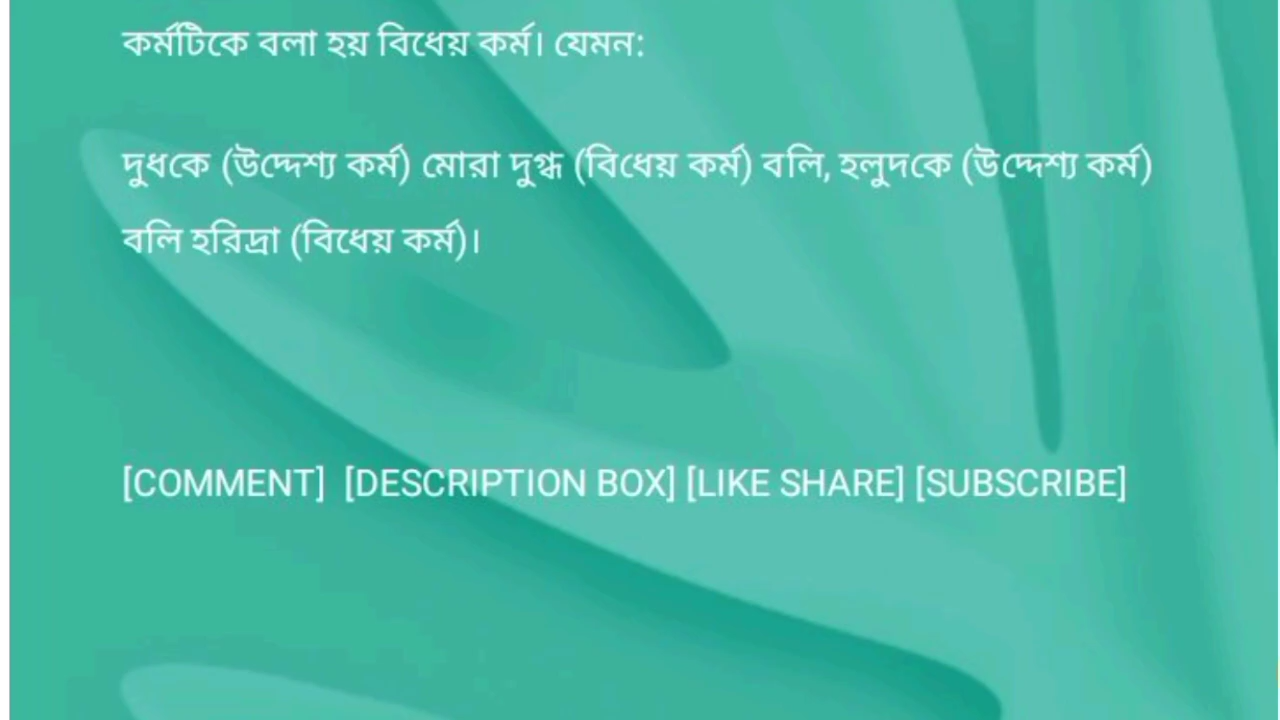 কর্মটিকে বলা হয় বিধেয় কর্ম। যেমন:
দুধকে (উদ্দেশ্য কর্ম) মোরা দুগ্ধ (বিধেয় কর্ম) বলি, হলুদকে (উদ্দেশ্য কর্ম)
বলি হরিদ্রা (বিধেয় কর্ম)।
[COMMENT]  [DESCRIPTION BOX] [LIKE SHARE] [SUBSCRIBE]